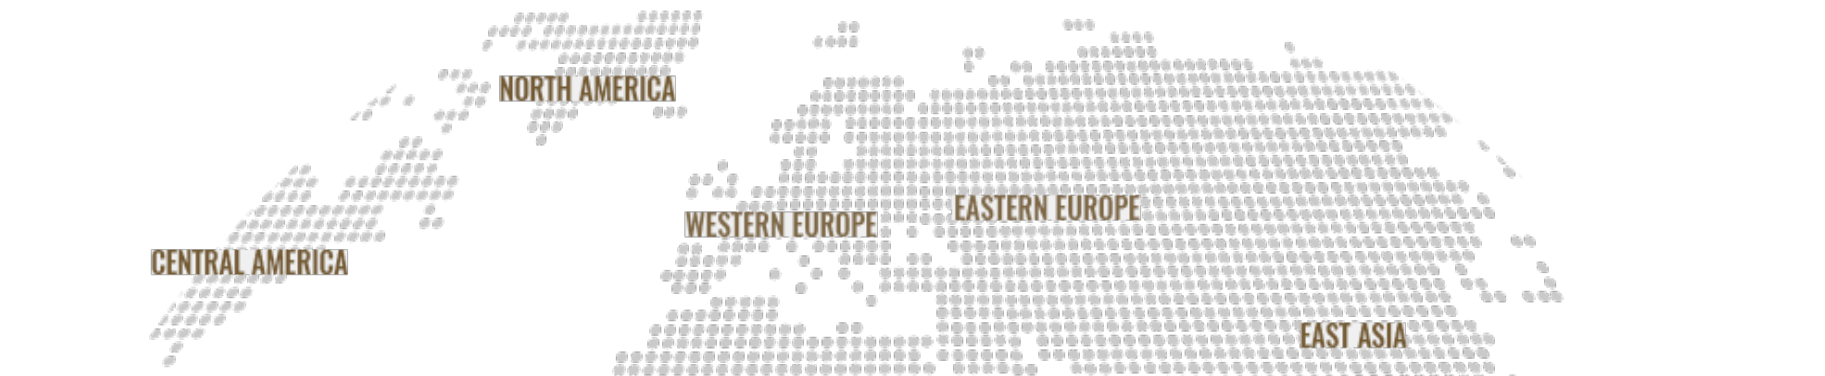 NORTH AMERICA
WESTERN EUROPE
EASTERN EUROPE
CENTRAL AMERICA
EAST ASIA